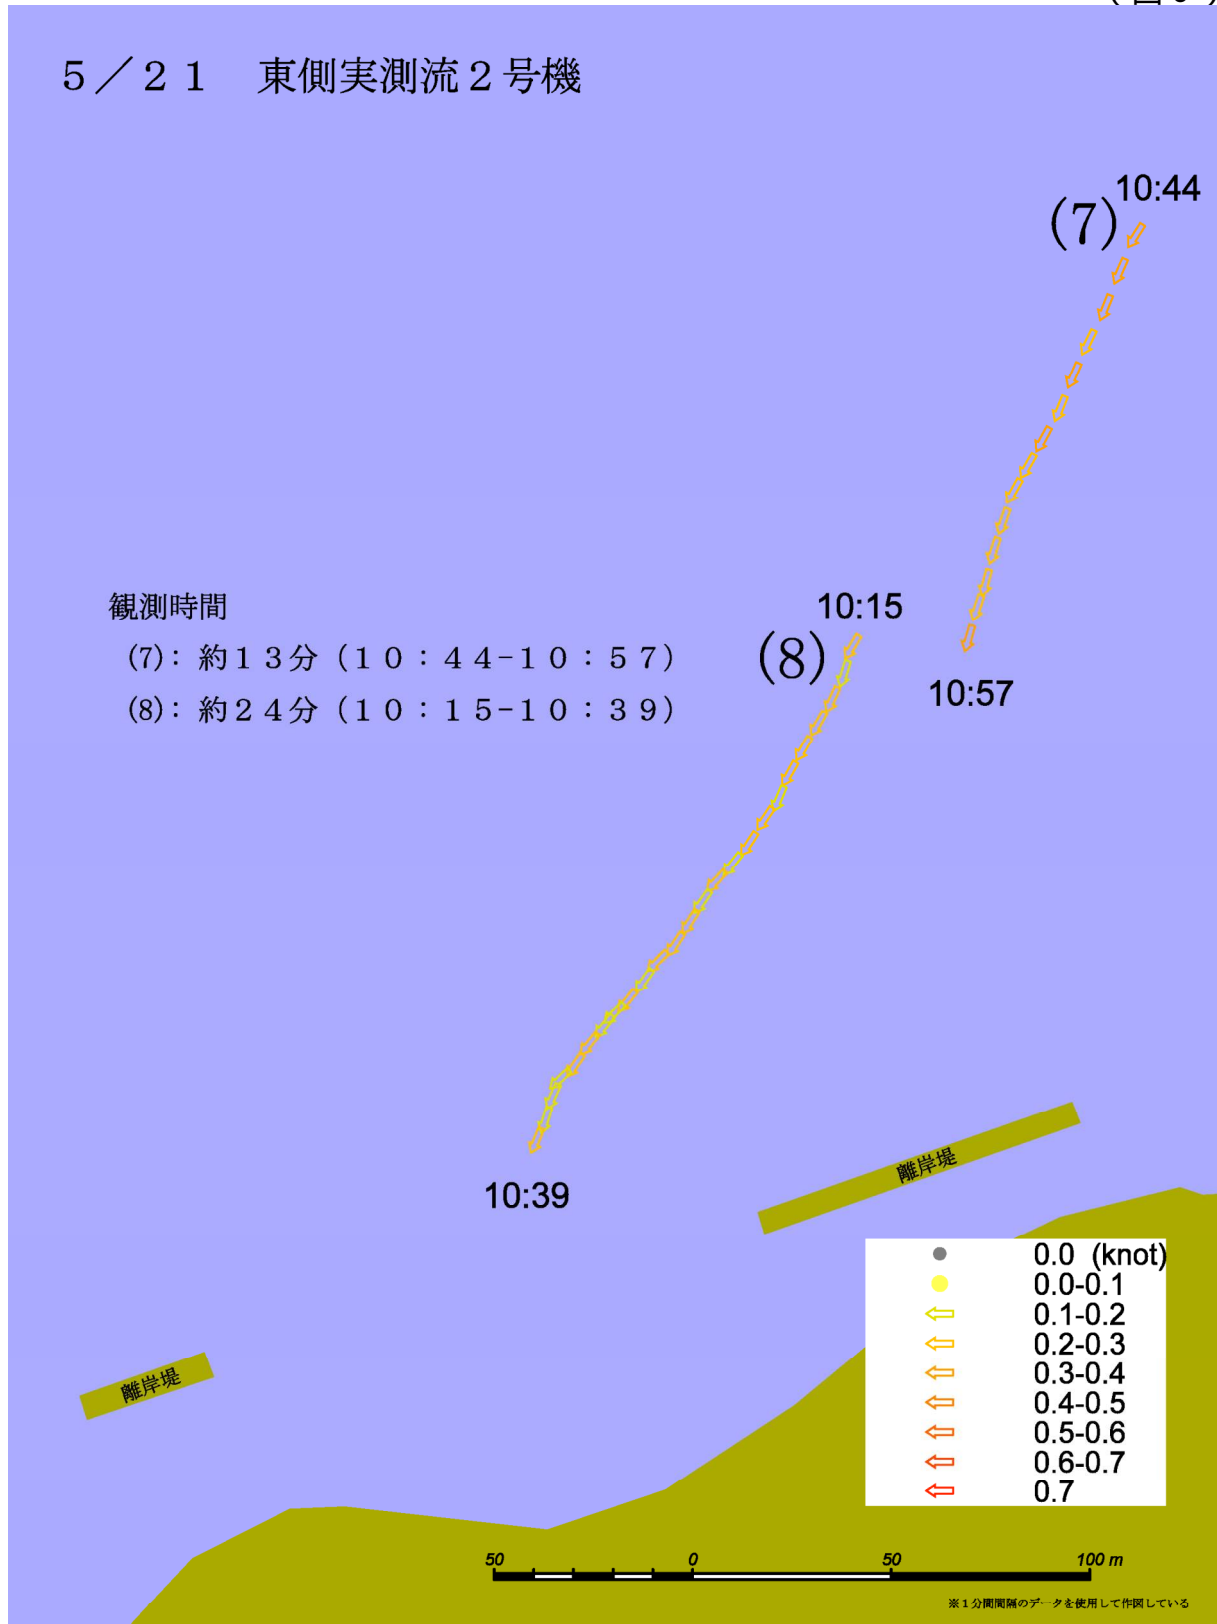 5／21　東側実測流2号機
10:44
(7)
観測時間
(7)：約13分（10：44-10：57）
(8)：約24分（10：15-10：39）
10:15
(8)
10:57
10:39
離岸堤
離岸堤
0.0 (knot)
0.0-0.1
0.1-0.2
0.2-0.3
0.3-0.4
0.4-0.5
0.5-0.6
0.6-0.7
0.7
50 0 50 100 m
※1分間間隔のデータを使用して作図している